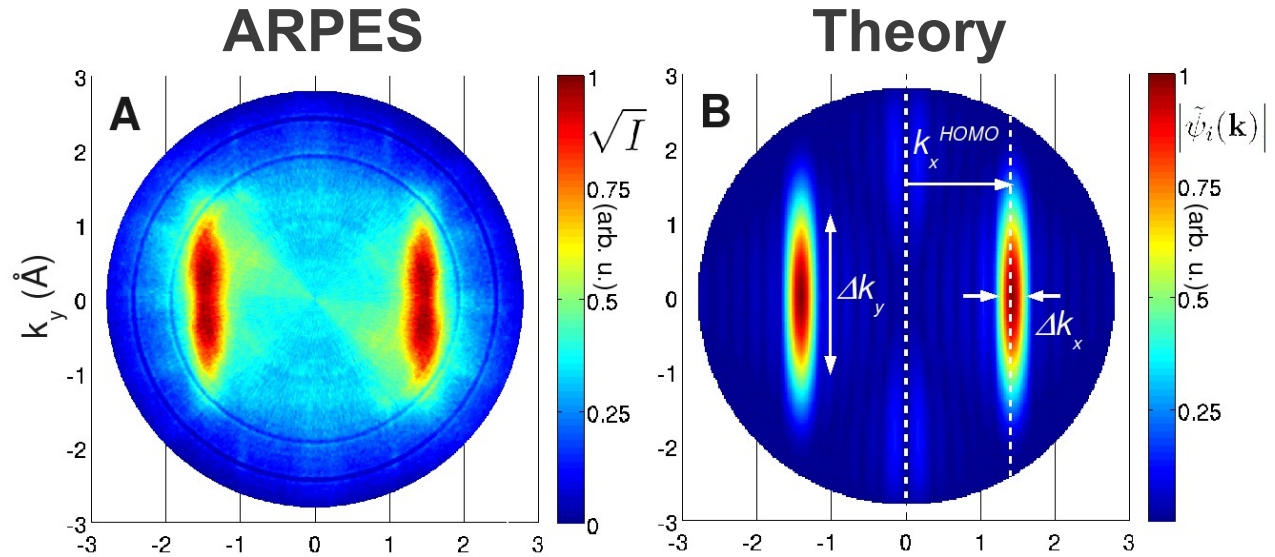 ARPES
Theory
A
B
√I
|ψ̃ᵢ(k)|
(arb. u.)
(arb. u.)
k_y (Å)
k_x^HOMO
Δk_y
Δk_x
3
2
1
0
-1
-2
-3
-3 -2 -1 0 1 2 3
1
0.75
0.5
0.25
0
3
2
1
0
-1
-2
-3
-3 -2 -1 0 1 2 3
1
0.75
0.5
0.25